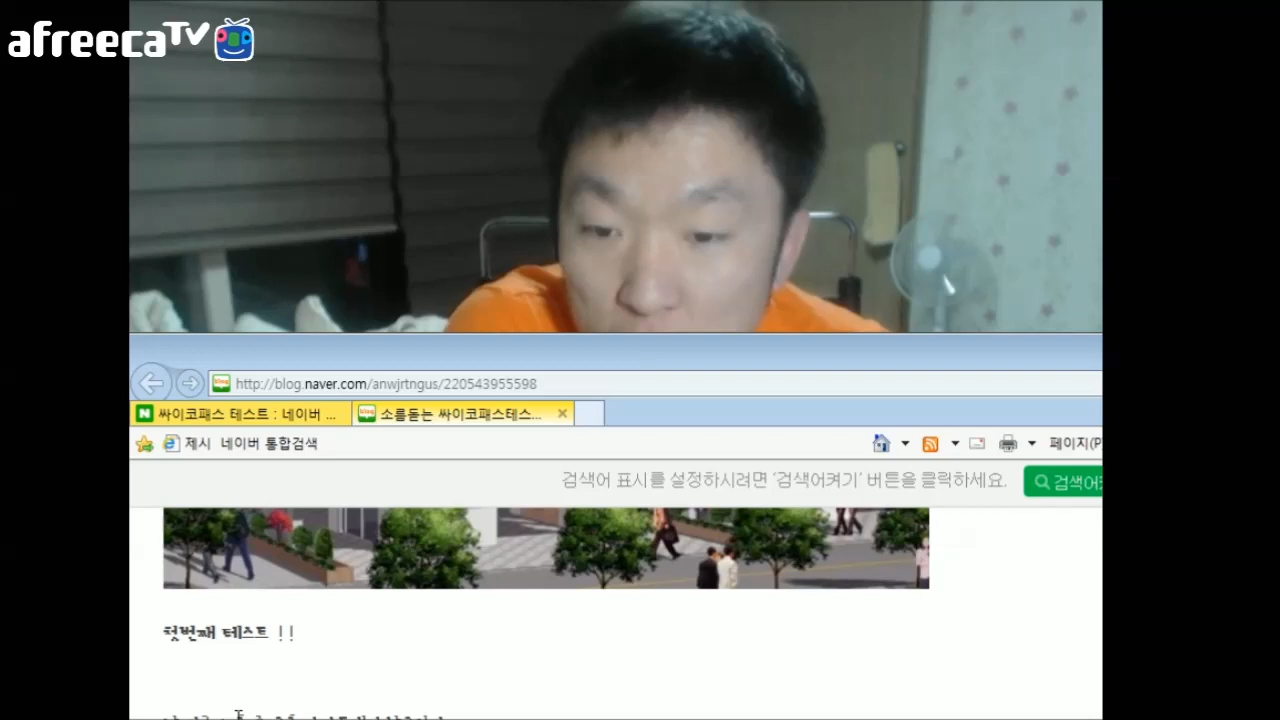 afreecaTV
http://blog.naver.com/anwjrtngus/220543955598
싸이코패스 테스트 : 네이버 ...
소름돋는 싸이코패스테스...
제시 네이버 통합검색
페이지(P
검색어 표시를 설정하시려면 '검색어켜기' 버튼을 클릭하세요.
검색어켜
첫번째 테스트 !!